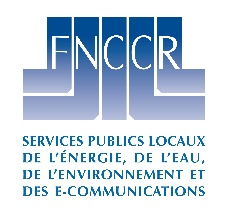 FNCCR
SERVICES PUBLICS LOCAUX
DE L'ÉNERGIE, DE L'EAU,
DE L'ENVIRONNEMENT ET
DES E-COMMUNICATIONS